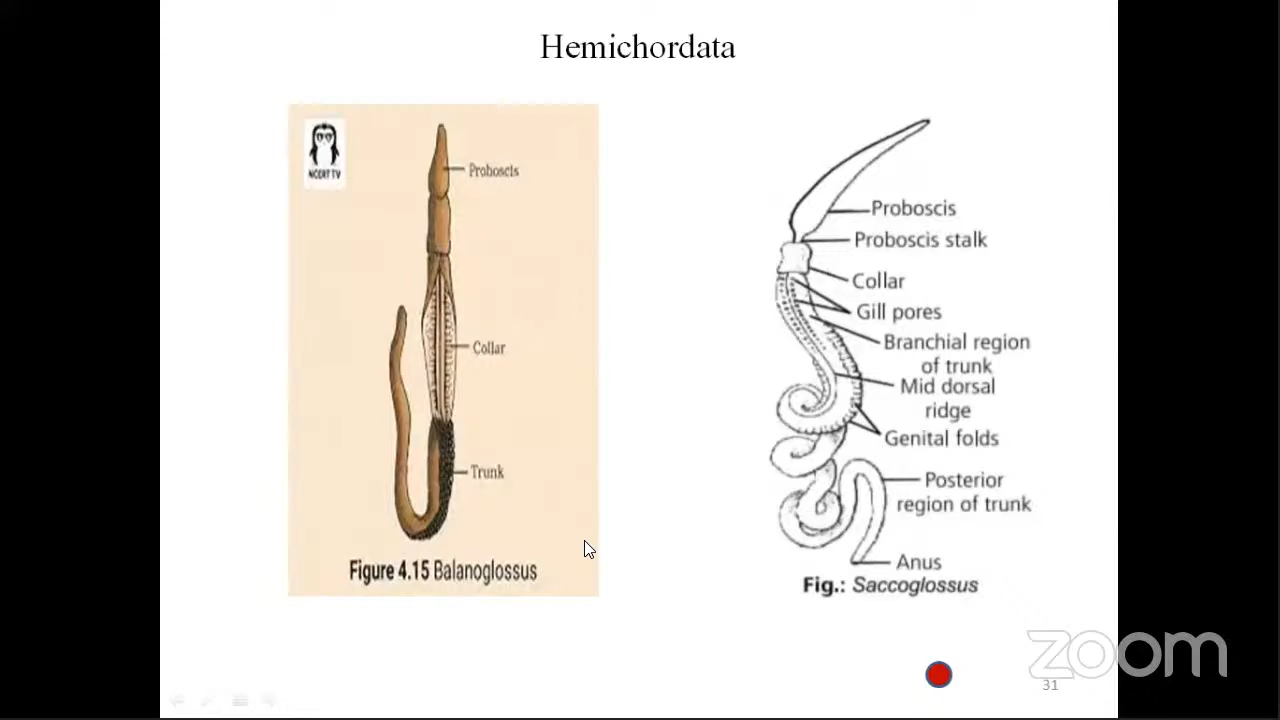 Hemichordata
NCERT TV
Proboscis
Collar
Trunk
Figure 4.15 Balanoglossus
Proboscis
Proboscis stalk
Collar
Gill pores
Branchial region
of trunk
Mid dorsal
ridge
Genital folds
Posterior
region of trunk
Anus
Fig.: Saccoglossus
zoom
31